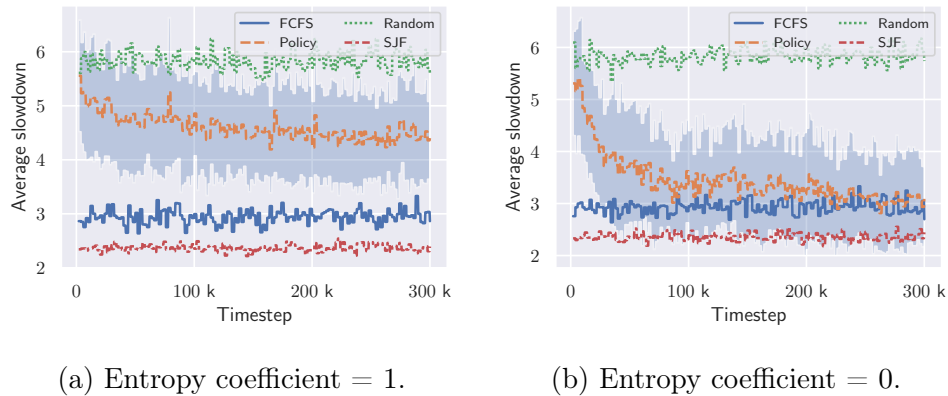 FCFS Random
Policy SJF
6
5
4
3
2
Average slowdown
0 100 k 200 k 300 k
Timestep
(a) Entropy coefficient = 1.
FCFS Random
Policy SJF
6
5
4
3
2
Average slowdown
0 100 k 200 k 300 k
Timestep
(b) Entropy coefficient = 0.